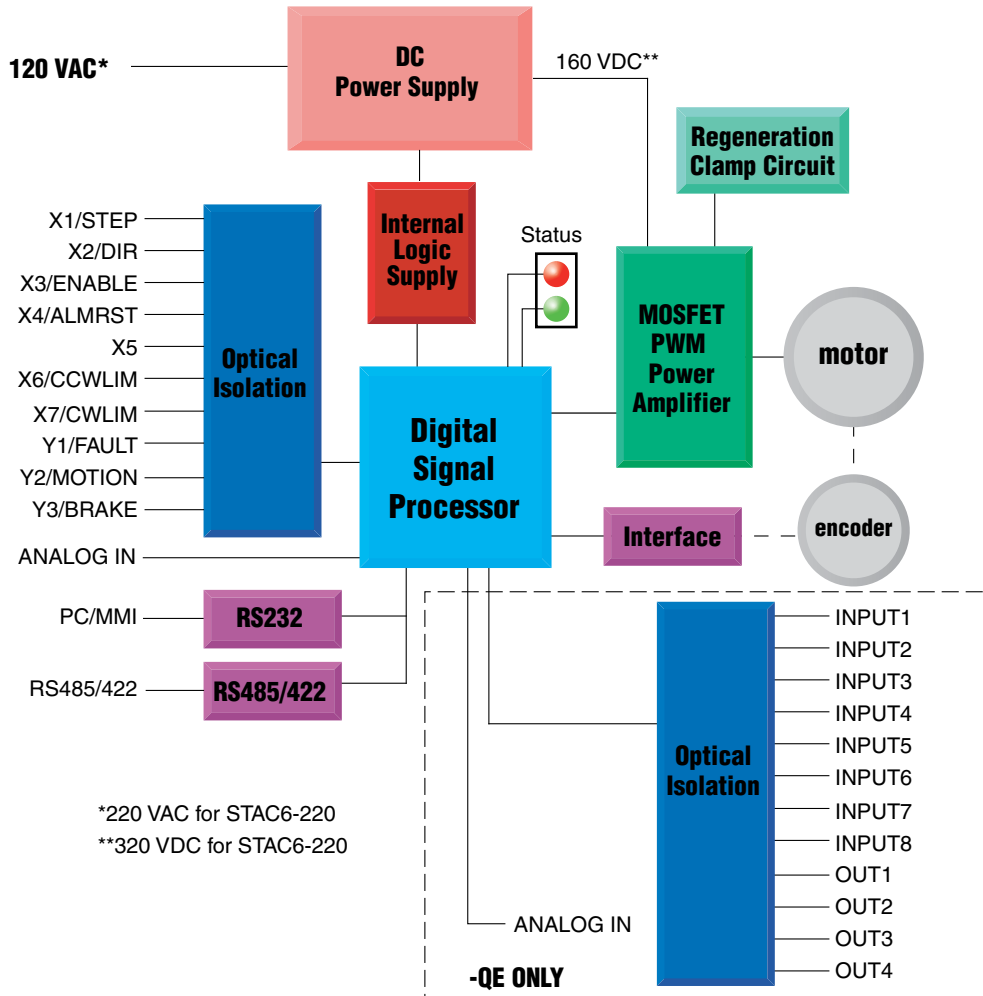 120 VAC*
DC
Power Supply
160 VDC**
Regeneration
Clamp Circuit
Internal
Logic
Supply
Status
X1/STEP
X2/DIR
X3/ENABLE
X4/ALMRST
X5
X6/CCWLIM
X7/CWLIM
Y1/FAULT
Y2/MOTION
Y3/BRAKE
Optical
Isolation
MOSFET
PWM
Power
Amplifier
motor
Digital
Signal
Processor
Interface
encoder
ANALOG IN
PC/MMI
RS232
RS485/422
RS485/422
INPUT1
INPUT2
INPUT3
INPUT4
INPUT5
INPUT6
INPUT7
INPUT8
OUT1
OUT2
OUT3
OUT4
Optical
Isolation
*220 VAC for STAC6-220
**320 VDC for STAC6-220
ANALOG IN
-QE ONLY